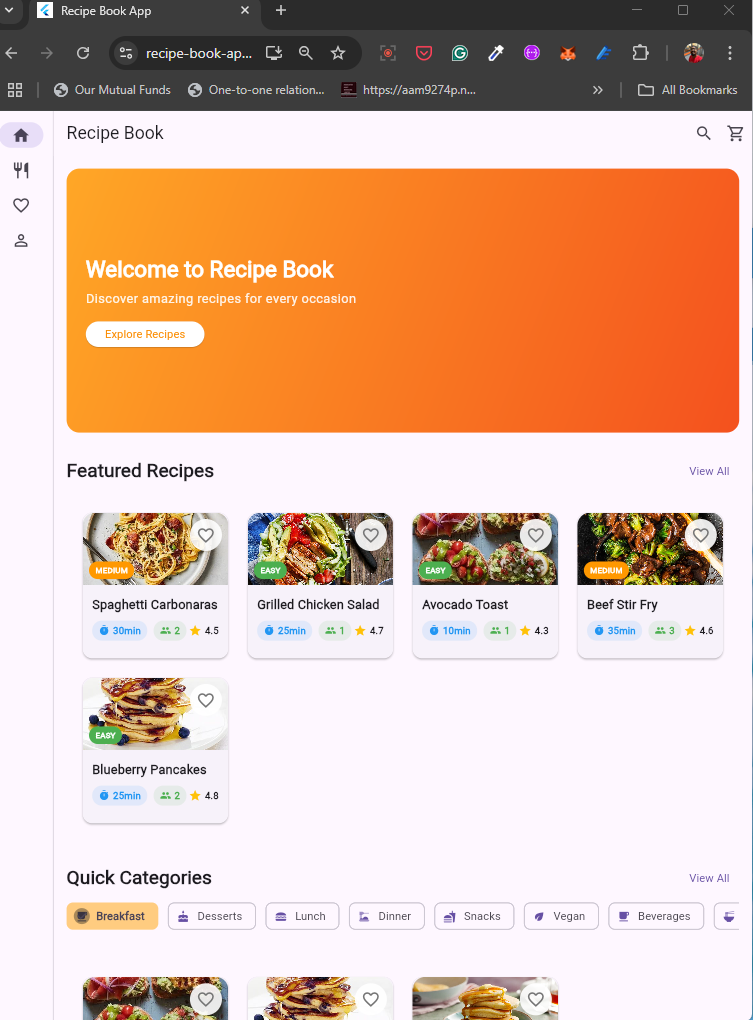 Recipe Book App
recipe-book-ap...
Our Mutual Funds
One-to-one relation...
https://aam9274p.n...
All Bookmarks
Recipe Book
Welcome to Recipe Book
Discover amazing recipes for every occasion
Explore Recipes
Featured Recipes
View All
MEDIUM
EASY
EASY
MEDIUM
Spaghetti Carbonaras
Grilled Chicken Salad
Avocado Toast
Beef Stir Fry
30min 2 4.5
25min 1 4.7
10min 1 4.3
35min 3 4.6
EASY
Blueberry Pancakes
25min 2 4.8
Quick Categories
View All
Breakfast
Desserts
Lunch
Dinner
Snacks
Vegan
Beverages